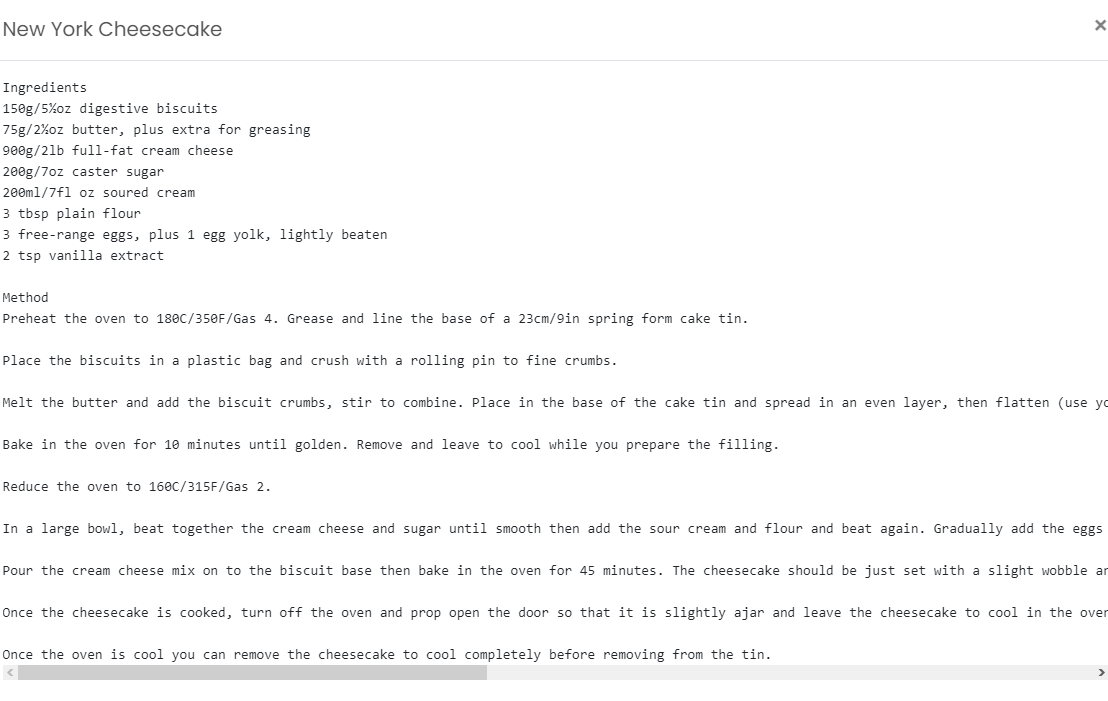 New York Cheesecake ×
Ingredients
150g/5½oz digestive biscuits
75g/2½oz butter, plus extra for greasing
900g/2lb full-fat cream cheese
200g/7oz caster sugar
200ml/7fl oz soured cream
3 tbsp plain flour
3 free-range eggs, plus 1 egg yolk, lightly beaten
2 tsp vanilla extract
Method
Preheat the oven to 180C/350F/Gas 4. Grease and line the base of a 23cm/9in spring form cake tin.
Place the biscuits in a plastic bag and crush with a rolling pin to fine crumbs.
Melt the butter and add the biscuit crumbs, stir to combine. Place in the base of the cake tin and spread in an even layer, then flatten (use
Bake in the oven for 10 minutes until golden. Remove and leave to cool while you prepare the filling.
Reduce the oven to 160C/315F/Gas 2.
In a large bowl, beat together the cream cheese and sugar until smooth then add the sour cream and flour and beat again. Gradually add the eggs
Pour the cream cheese mix on to the biscuit base then bake in the oven for 45 minutes. The cheesecake should be just set with a slight wobble
Once the cheesecake is cooked, turn off the oven and prop open the door so that it is slightly ajar and leave the cheesecake to cool in the
Once the oven is cool you can remove the cheesecake to cool completely before removing from the tin.